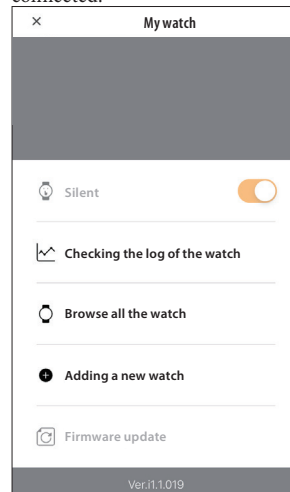 connected.
× My watch
Silent
Checking the log of the watch
Browse all the watch
Adding a new watch
Firmware update
Ver.i1.1.019